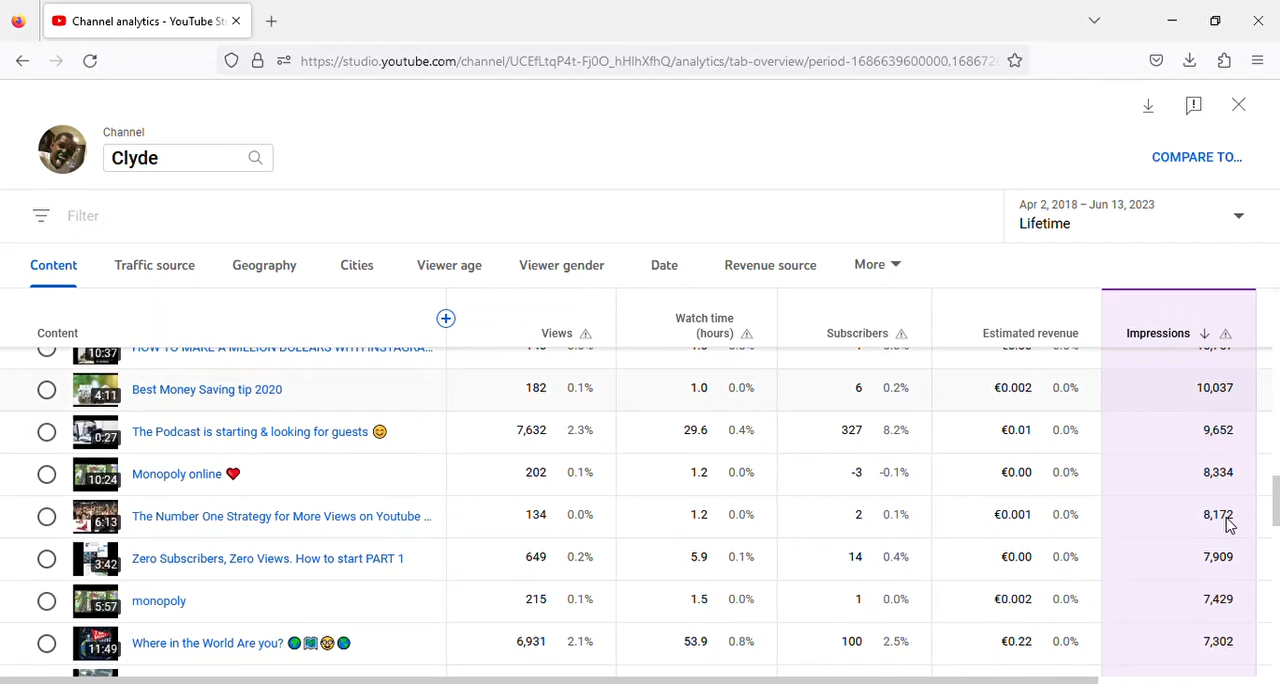 Channel analytics - YouTube St
https://studio.youtube.com/channel/UCEfLtqP4t-Fj0O_hHIhXfhQ/analytics/tab-overview/period-1686639600000,168672
Channel
Clyde
COMPARE TO...
Filter
Apr 2, 2018 – Jun 13, 2023
Lifetime
Content Traffic source Geography Cities Viewer age Viewer gender Date Revenue source More
Content Views Watch time (hours) Subscribers Estimated revenue Impressions
10:37 HOW TO MAKE A MILLION DOLLARS WITH INSTAGRA...
4:11 Best Money Saving tip 2020 182 0.1% 1.0 0.0% 6 0.2% €0.002 0.0% 10,037
0:27 The Podcast is starting & looking for guests 😊 7,632 2.3% 29.6 0.4% 327 8.2% €0.01 0.0% 9,652
10:24 Monopoly online ❤️ 202 0.1% 1.2 0.0% -3 -0.1% €0.00 0.0% 8,334
6:13 The Number One Strategy for More Views on Youtube ... 134 0.0% 1.2 0.0% 2 0.1% €0.001 0.0% 8,172
3:42 Zero Subscribers, Zero Views. How to start PART 1 649 0.2% 5.9 0.1% 14 0.4% €0.00 0.0% 7,909
5:57 monopoly 215 0.1% 1.5 0.0% 1 0.0% €0.002 0.0% 7,429
11:49 Where in the World Are you? 🌍🗺️🤓🌎 6,931 2.1% 53.9 0.8% 100 2.5% €0.22 0.0% 7,302